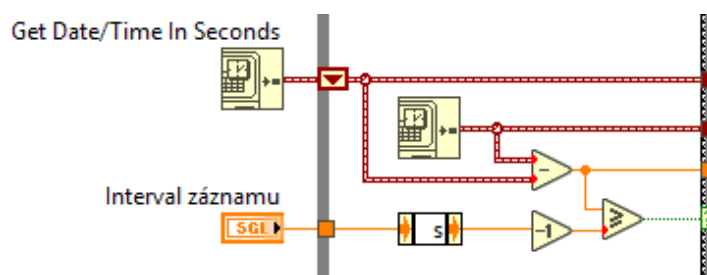 Get Date/Time In Seconds
Interval záznamu
SGL
s
-1